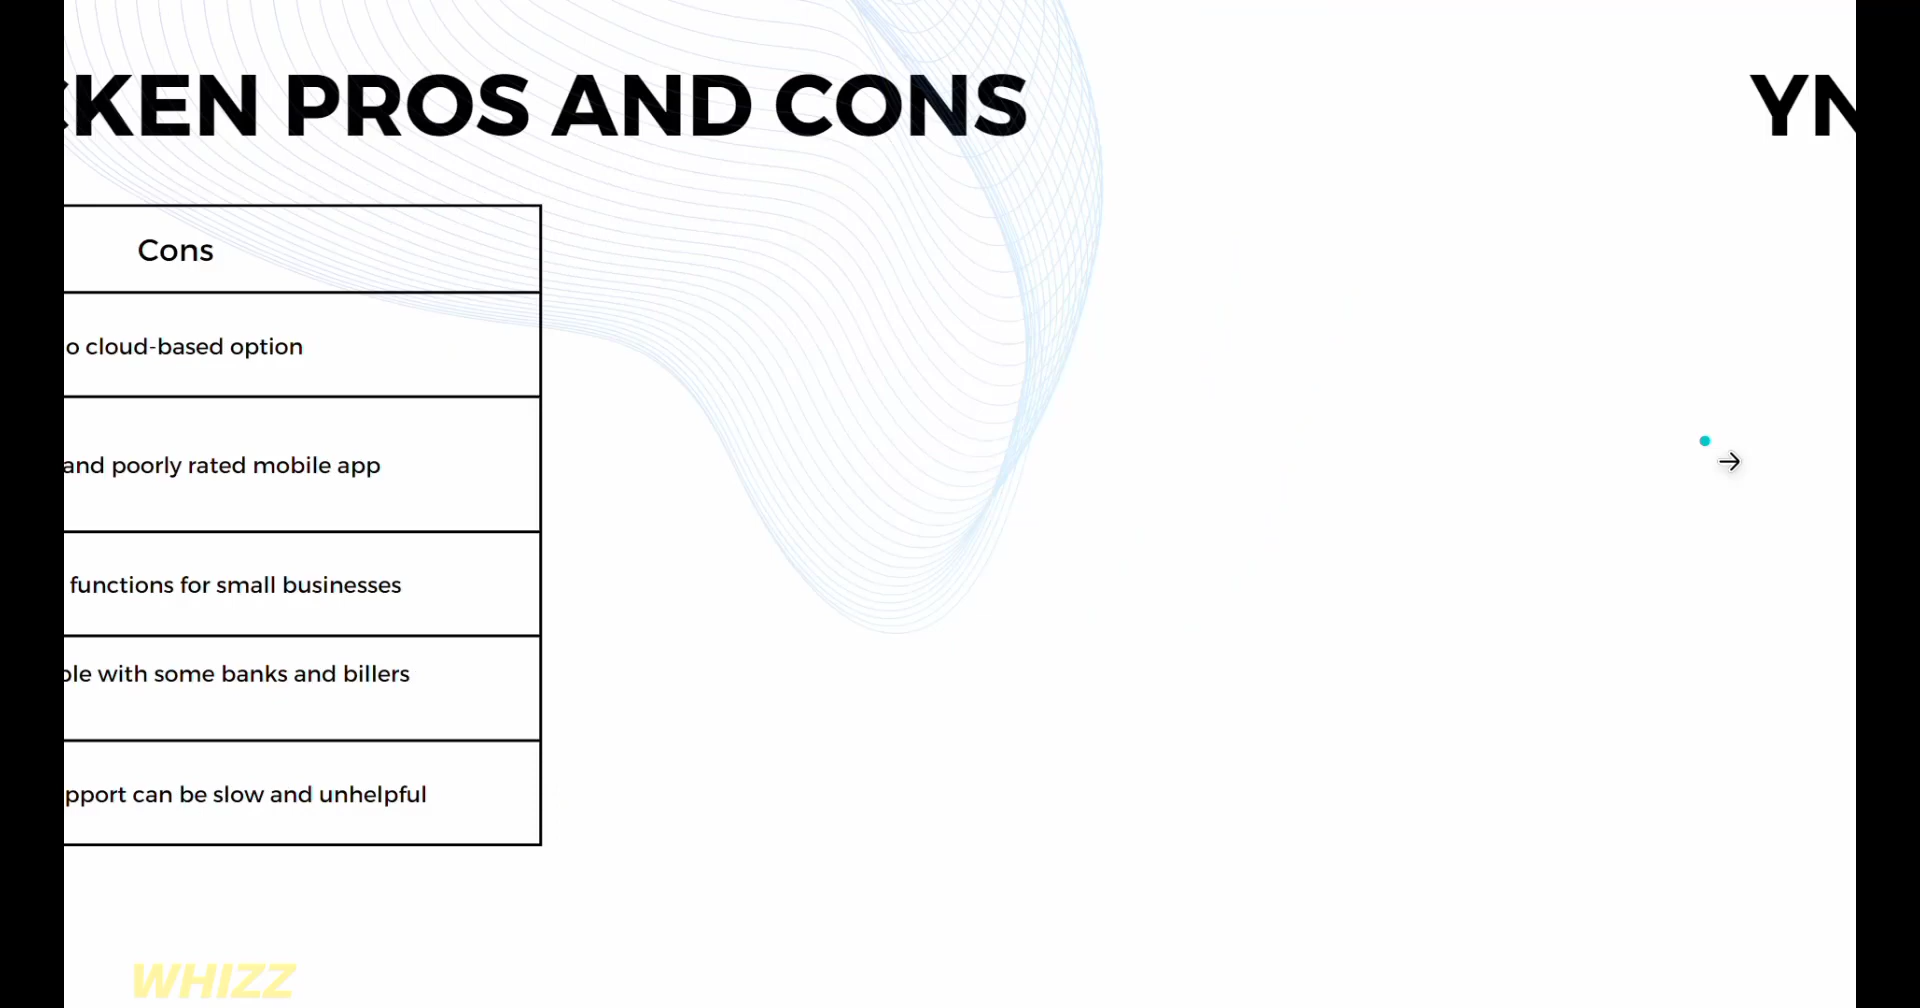 CKEN PROS AND CONS
YN
Cons
o cloud-based option
and poorly rated mobile app
functions for small businesses
ble with some banks and billers
pport can be slow and unhelpful
WHIZZ